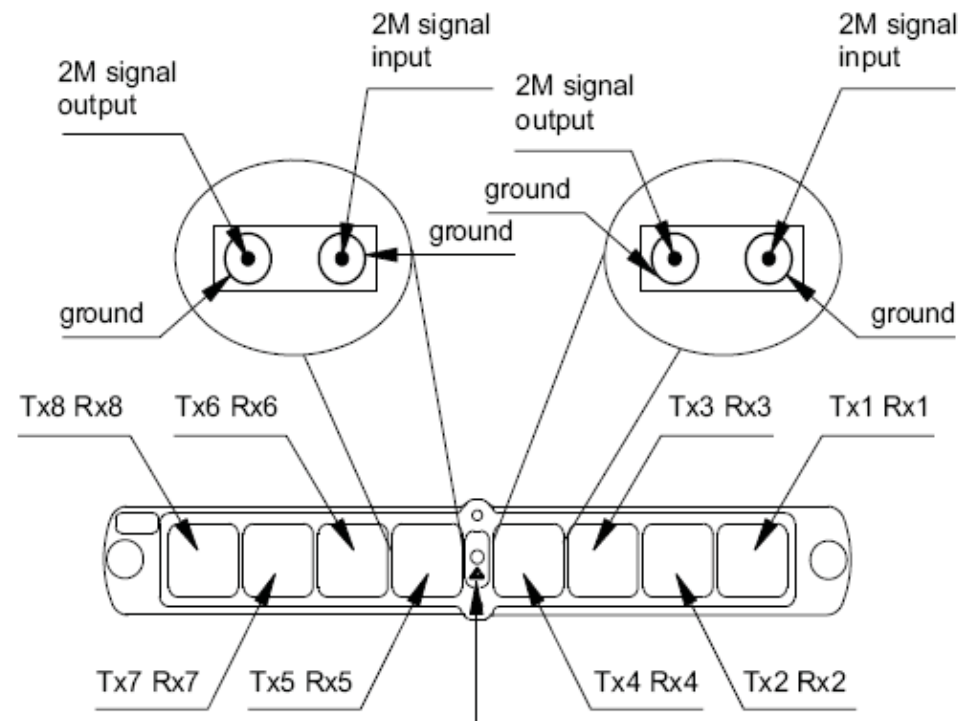 2M signal
output
2M signal
input
2M signal
output
2M signal
input
ground
ground
ground
ground
Tx8 Rx8
Tx6 Rx6
Tx3 Rx3
Tx1 Rx1
Tx7 Rx7
Tx5 Rx5
Tx4 Rx4
Tx2 Rx2